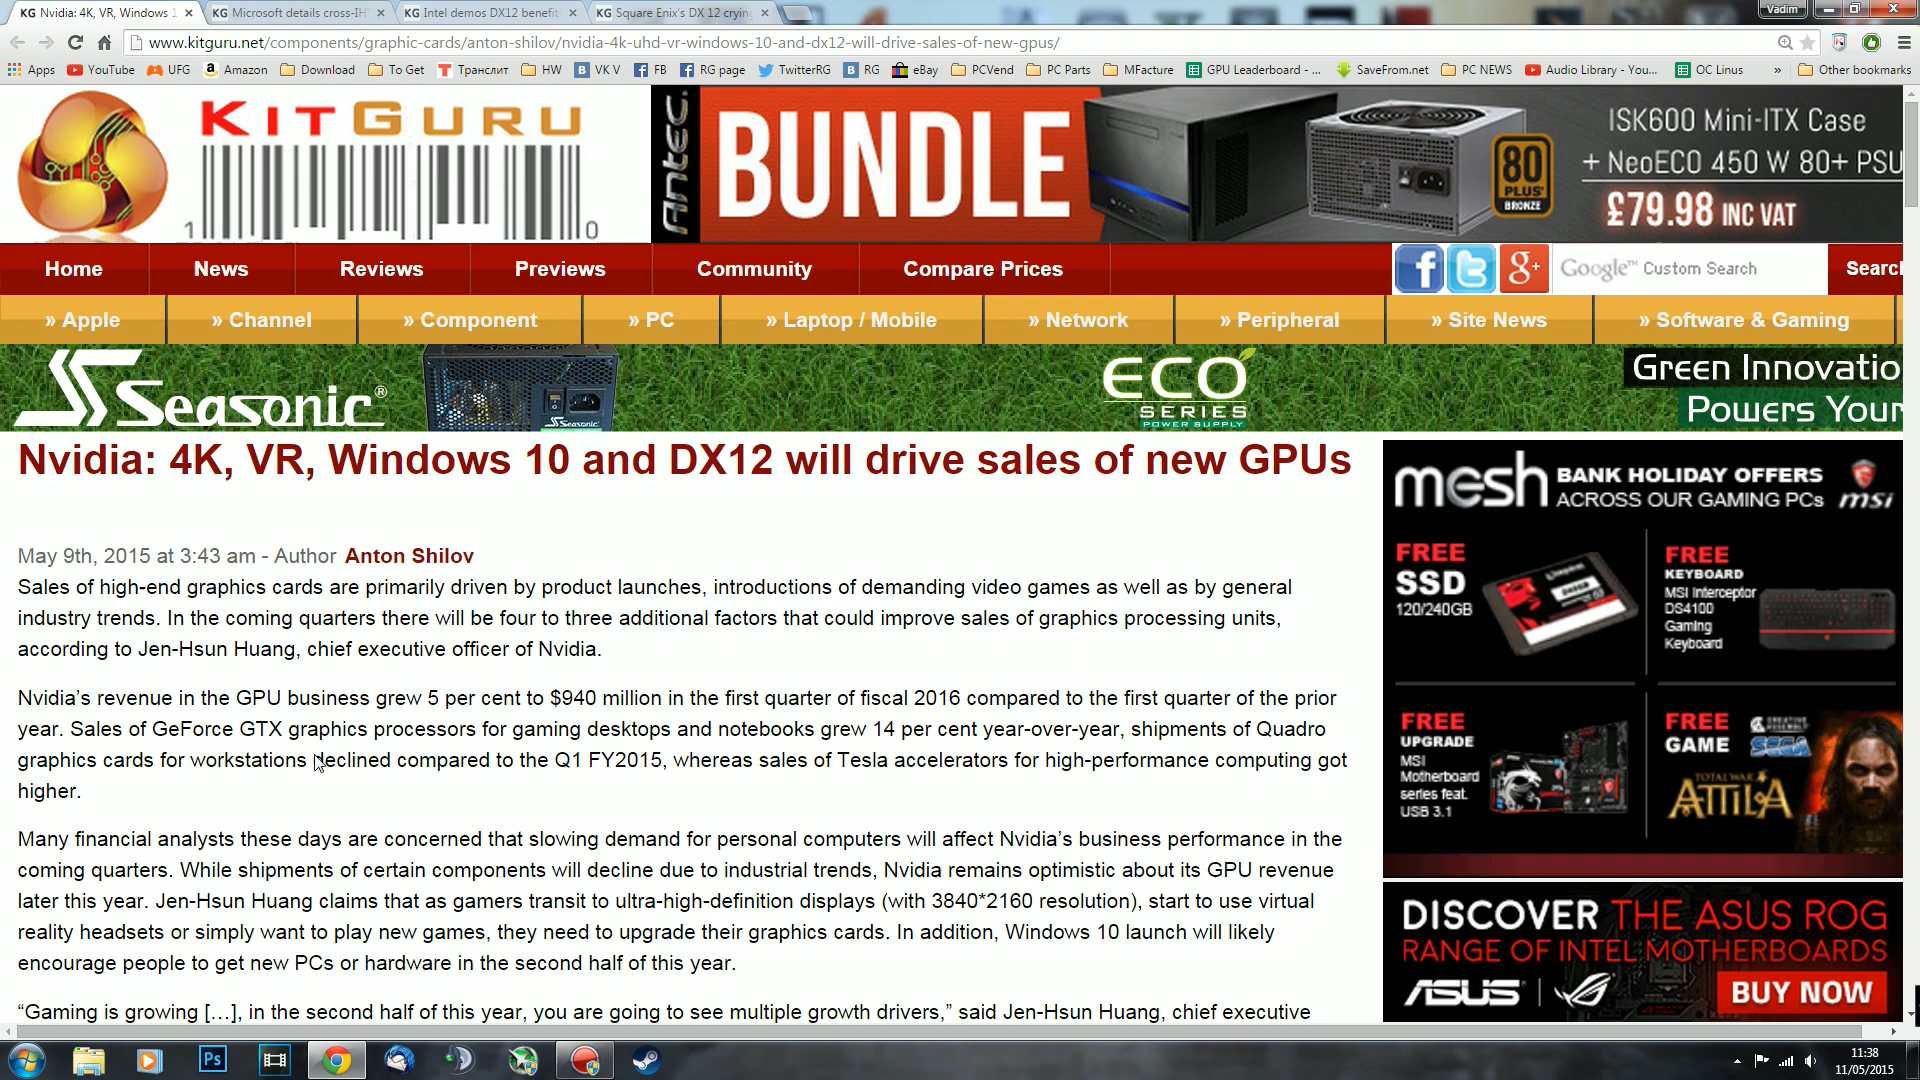 KG Nvidia: 4K, VR, Windows 1
KG Microsoft details cross-IHV
KG Intel demos DX12 benefits
KG Square Enix's DX 12 crying
Vadim
www.kitguru.net/components/graphic-cards/anton-shilov/nvidia-4k-uhd-vr-windows-10-and-dx12-will-drive-sales-of-new-gpus/
Apps YouTube UFG Amazon Download To Get Транслит HW VK V FB RG page TwitterRG RG eBay PCVend PC Parts MFacture GPU Leaderboard - ... SaveFrom.net PC NEWS Audio Library - You... OC Linus » Other bookmarks
KITGURU
1 0
Antec
BUNDLE
80 PLUS BRONZE
ISK600 Mini-ITX Case
+ NeoECO 450 W 80+ PSU
£79.98 INC VAT
Home News Reviews Previews Community Compare Prices
Google™ Custom Search
Searc
» Apple » Channel » Component » PC » Laptop / Mobile » Network » Peripheral » Site News » Software & Gaming
Seasonic®
Seasonic
ECO
SERIES
POWER SUPPLY
Green Innovatio
Powers Your
Nvidia: 4K, VR, Windows 10 and DX12 will drive sales of new GPUs
May 9th, 2015 at 3:43 am - Author Anton Shilov
Sales of high-end graphics cards are primarily driven by product launches, introductions of demanding video games as well as by general
industry trends. In the coming quarters there will be four to three additional factors that could improve sales of graphics processing units,
according to Jen-Hsun Huang, chief executive officer of Nvidia.
Nvidia's revenue in the GPU business grew 5 per cent to $940 million in the first quarter of fiscal 2016 compared to the first quarter of the prior
year. Sales of GeForce GTX graphics processors for gaming desktops and notebooks grew 14 per cent year-over-year, shipments of Quadro
graphics cards for workstations declined compared to the Q1 FY2015, whereas sales of Tesla accelerators for high-performance computing got
higher.
Many financial analysts these days are concerned that slowing demand for personal computers will affect Nvidia's business performance in the
coming quarters. While shipments of certain components will decline due to industrial trends, Nvidia remains optimistic about its GPU revenue
later this year. Jen-Hsun Huang claims that as gamers transit to ultra-high-definition displays (with 3840*2160 resolution), start to use virtual
reality headsets or simply want to play new games, they need to upgrade their graphics cards. In addition, Windows 10 launch will likely
encourage people to get new PCs or hardware in the second half of this year.
“Gaming is growing […], in the second half of this year, you are going to see multiple growth drivers,” said Jen-Hsun Huang, chief executive
mesh BANK HOLIDAY OFFERS
ACROSS OUR GAMING PCs
msi
FREE
SSD
120/240GB
FREE
KEYBOARD
MSI Interceptor
DS4100
Gaming
Keyboard
FREE
UPGRADE
MSI
Motherboard
series feat.
USB 3.1
FREE
GAME
CREATIVE ASSEMBLY
SEGA
TOTAL WAR
ATTILA
DISCOVER THE ASUS ROG
RANGE OF INTEL MOTHERBOARDS
ASUS
BUY NOW
Ps
11:38
11/05/2015